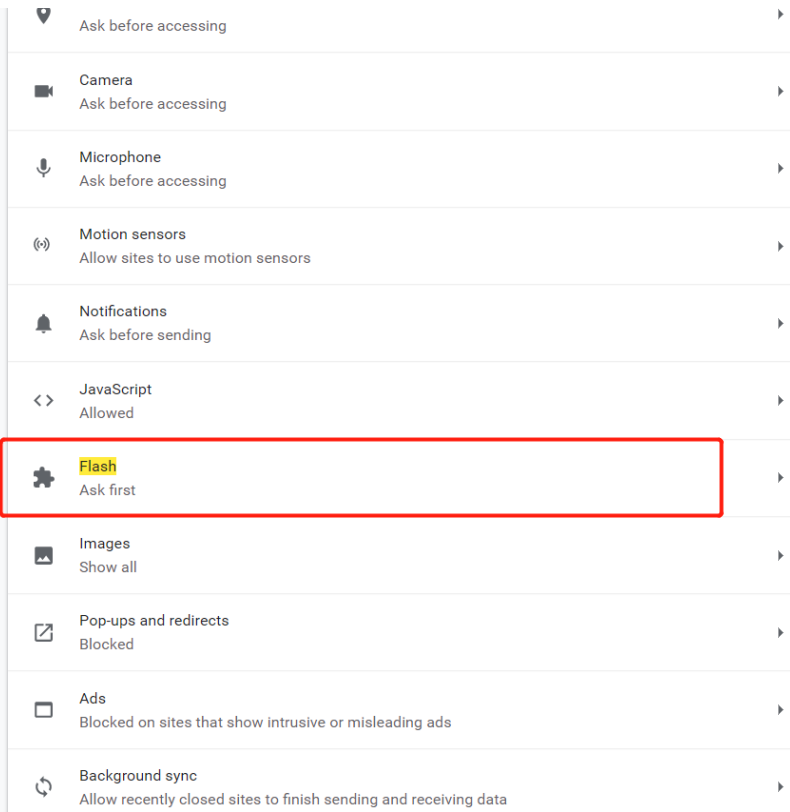 Ask before accessing
Camera
Ask before accessing
Microphone
Ask before accessing
Motion sensors
Allow sites to use motion sensors
Notifications
Ask before sending
JavaScript
Allowed
Flash
Ask first
Images
Show all
Pop-ups and redirects
Blocked
Ads
Blocked on sites that show intrusive or misleading ads
Background sync
Allow recently closed sites to finish sending and receiving data